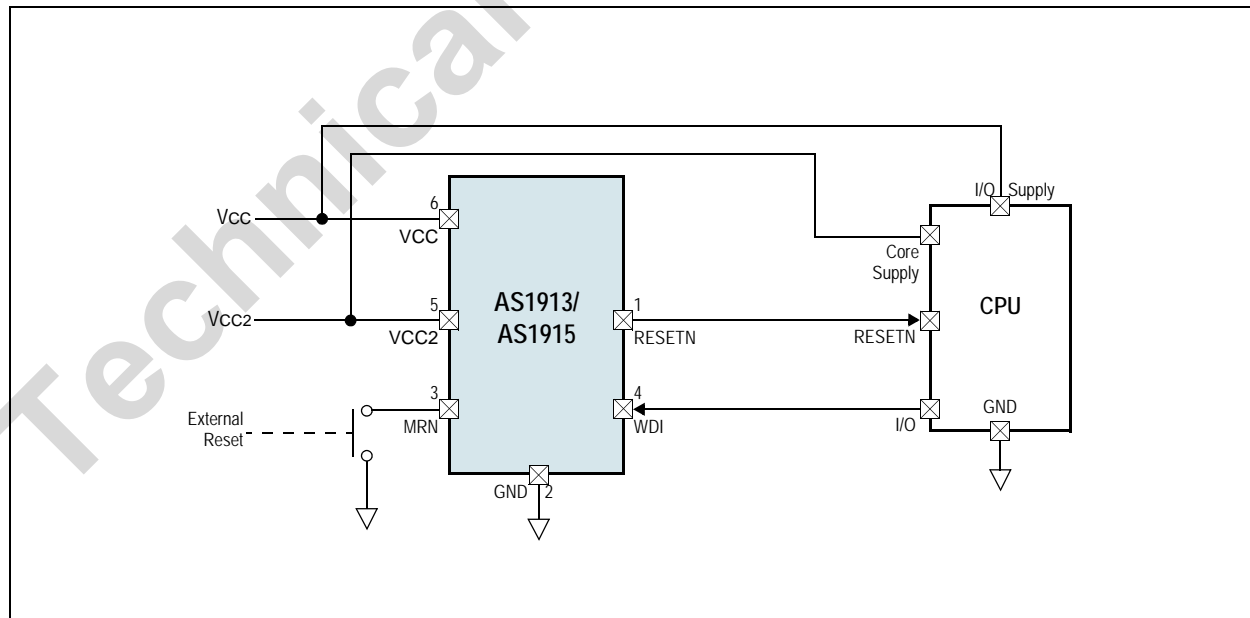 Technical
I/O Supply
6
VCC
VCC
Core
Supply
AS1913/
AS1915
CPU
5
VCC2
VCC2
1
RESETN
RESETN
3
MRN
4
WDI
I/O
GND
External
Reset
GND
2